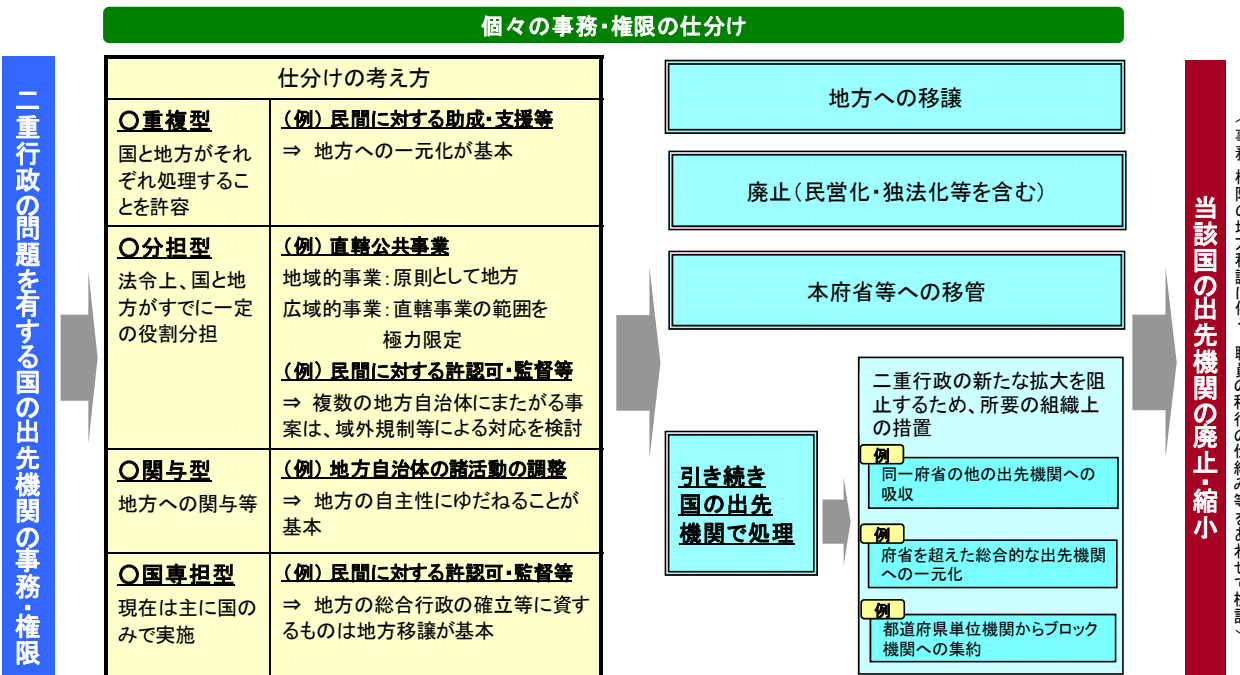 個々の事務・権限の仕分け
二重行政の問題を有する国の出先機関の事務・権限
仕分けの考え方
○重複型
国と地方がそれ
ぞれ処理するこ
とを許容
(例) 民間に対する助成・支援等
⇒ 地方への一元化が基本
○分担型
法令上、国と地
方がすでに一定
の役割分担
(例) 直轄公共事業
地域的事業:原則として地方
広域的事業:直轄事業の範囲を
極力限定
(例) 民間に対する許認可・監督等
⇒ 複数の地方自治体にまたがる事
案は、域外規制等による対応を検討
○関与型
地方への関与等
(例) 地方自治体の諸活動の調整
⇒ 地方の自主性にゆだねることが
基本
○国専担型
現在は主に国の
みで実施
(例) 民間に対する許認可・監督等
⇒ 地方の総合行政の確立等に資す
るものは地方移譲が基本
地方への移譲
廃止(民営化・独法化等を含む)
本府省等への移管
引き続き
国の出先
機関で処理
二重行政の新たな拡大を阻
止するため、所要の組織上
の措置
例
同一府省の他の出先機関への
吸収
例
府省を超えた総合的な出先機関
への一元化
例
都道府県単位機関からブロック
機関への集約
当該国の出先機関の廃止・縮小